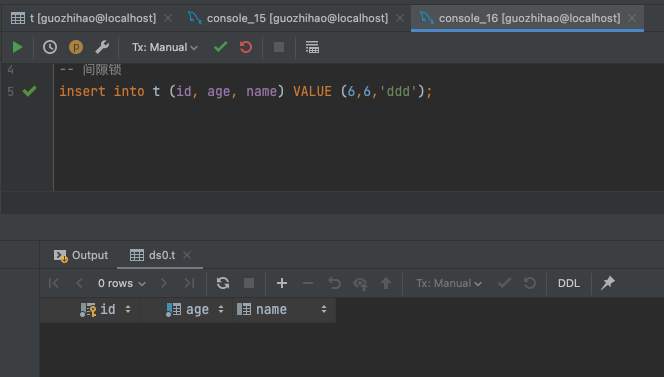 t [guozhihao@localhost] console_15 [guozhihao@localhost] console_16 [guozhihao@localhost]
Tx: Manual
4 -- 间隙锁
5 insert into t (id, age, name) VALUE (6,6,'ddd');
Output ds0.t
0 rows Tx: Manual DDL
id age name